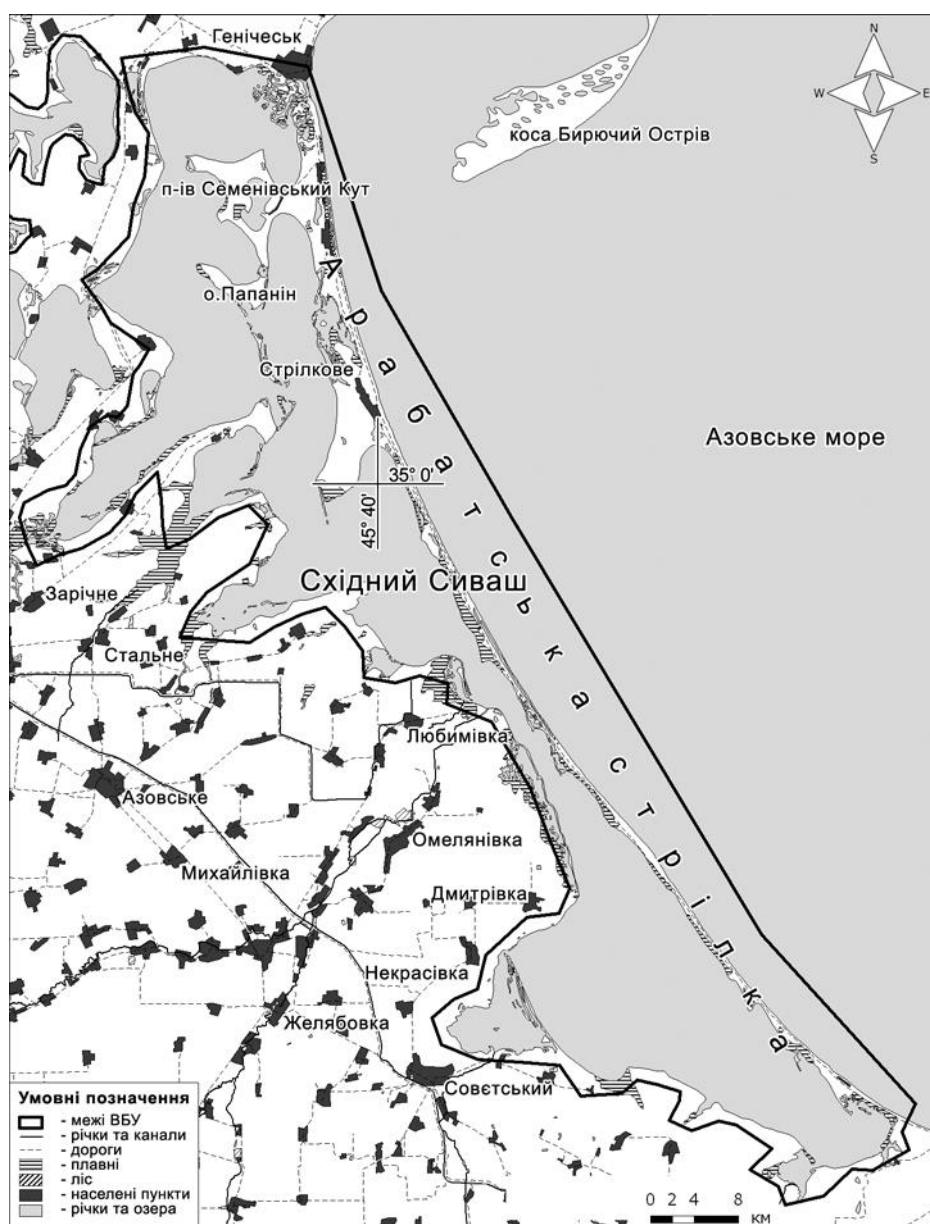 Генічеськ
N
W
E
S
коса Бирючий Острів
п-ів Семенівський Кут
о.Папанін
Стрілкове
Арабатська стрілка
Азовське море
35° 0'
45° 40'
Східний Сиваш
Зарічне
Стальне
Любимівка
Азовське
Омелянівка
Михайлівка
Дмитрівка
Некрасівка
Желябовка
Совєтський
Умовні позначення
- межі ВБУ
- річки та канали
- дороги
- плавні
- ліс
- населені пункти
- річки та озера
0 2 4 8
км